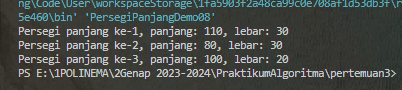 ng\Code\User\workspaceStorage\1fa5903f2a48ca99c0e708af1d53db3f\r
5e460\bin' 'PersegiPanjangDemo08'
Persegi panjang ke-1, panjang: 110, lebar: 30
Persegi panjang ke-2, panjang: 80, lebar: 30
Persegi panjang ke-3, panjang: 100, lebar: 20
PS E:\1POLINEMA\2Genap 2023-2024\PraktikumAlgoritma\pertemuan3>